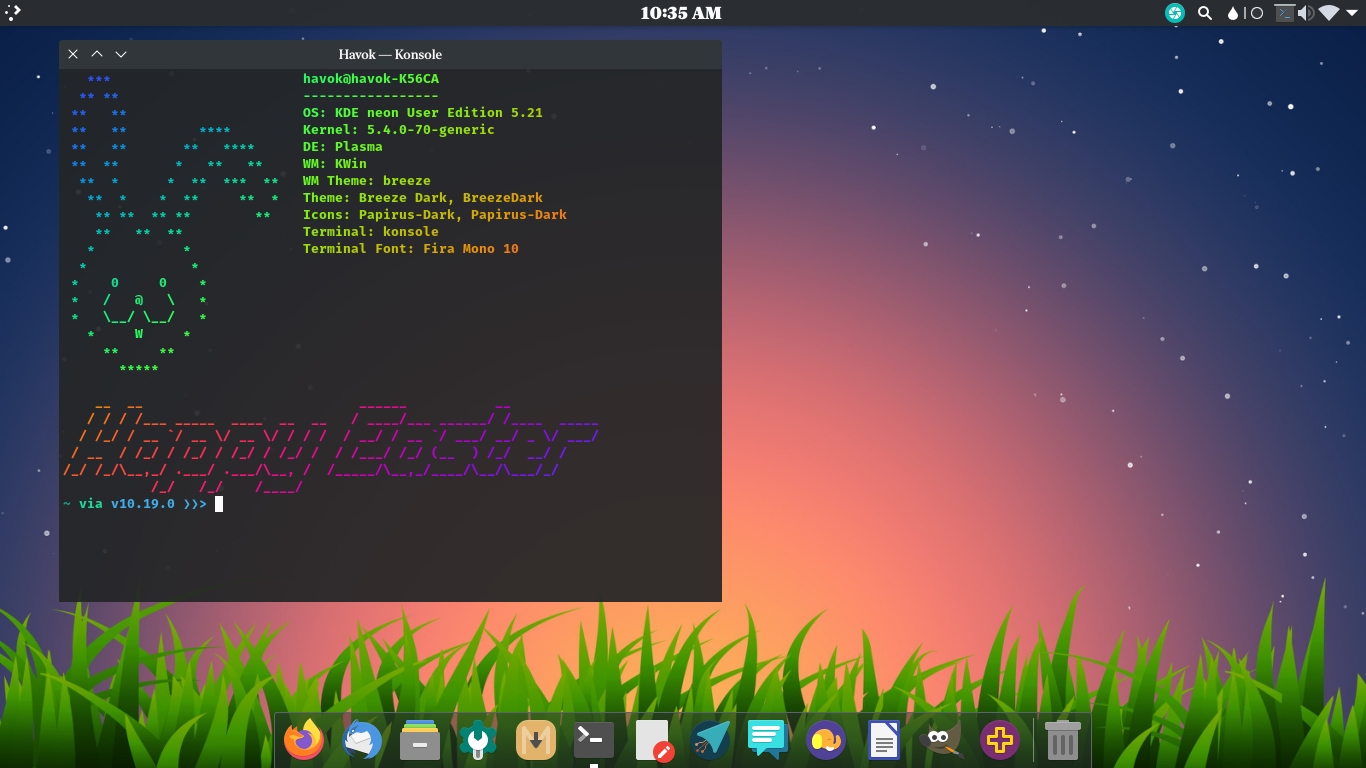 10:35 AM
Havok — Konsole
havok@havok-K56CA
-----------------
OS: KDE neon User Edition 5.21
Kernel: 5.4.0-70-generic
DE: Plasma
WM: KWin
WM Theme: breeze
Theme: Breeze Dark, BreezeDark
Icons: Papirus-Dark, Papirus-Dark
Terminal: konsole
Terminal Font: Fira Mono 10
Happy Easter
~ via v10.19.0 ❯❯>